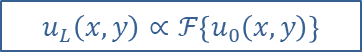 𝑢_𝐿(𝑥, 𝑦) ∝ ℱ{𝑢_0(𝑥, 𝑦)}